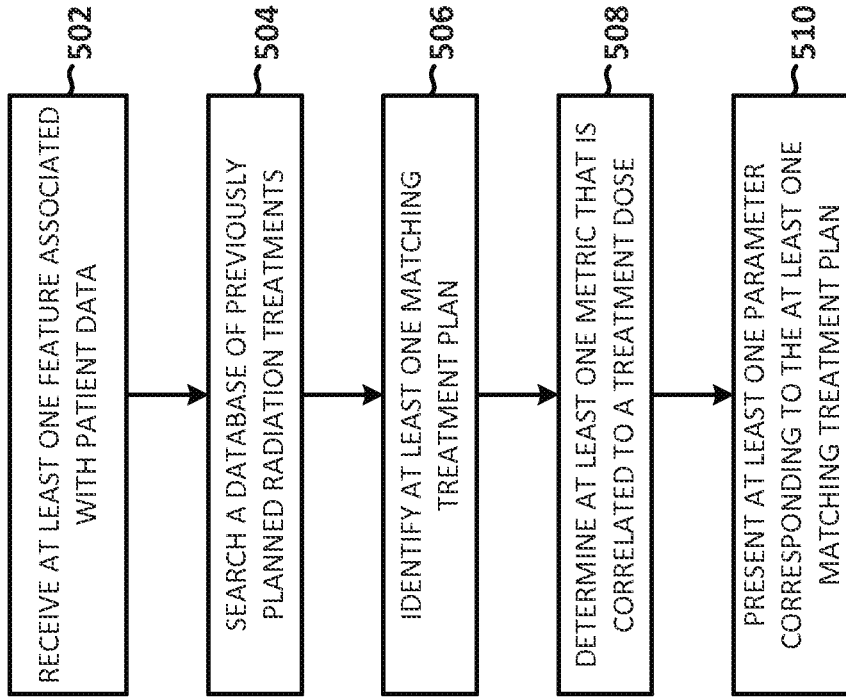 RECEIVE AT LEAST ONE FEATURE ASSOCIATED
WITH PATIENT DATA
502
SEARCH A DATABASE OF PREVIOUSLY
PLANNED RADIATION TREATMENTS
504
IDENTIFY AT LEAST ONE MATCHING
TREATMENT PLAN
506
DETERMINE AT LEAST ONE METRIC THAT IS
CORRELATED TO A TREATMENT DOSE
508
PRESENT AT LEAST ONE PARAMETER
CORRESPONDING TO THE AT LEAST ONE
MATCHING TREATMENT PLAN
510